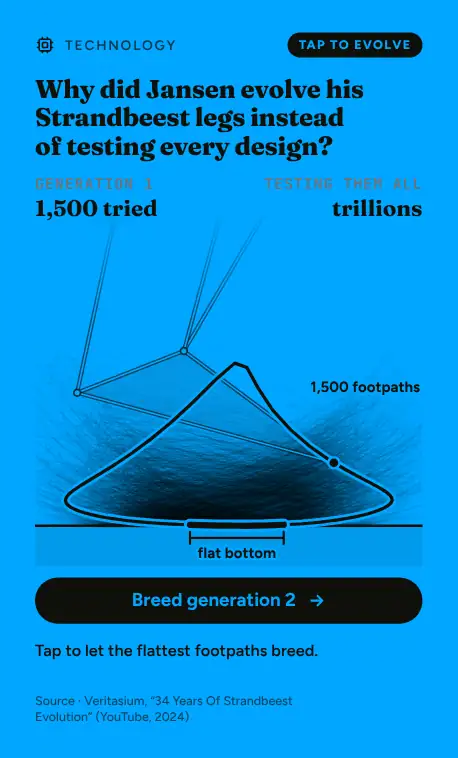 TECHNOLOGY
TAP TO EVOLVE
Why did Jansen evolve his
Strandbeest legs instead
of testing every design?
GENERATION 1
TESTING THEM ALL
1,500 tried
trillions
1,500 footpaths
flat bottom
Breed generation 2 →
Tap to let the flattest footpaths breed.
Source · Veritasium, “34 Years Of Strandbeest
Evolution” (YouTube, 2024)